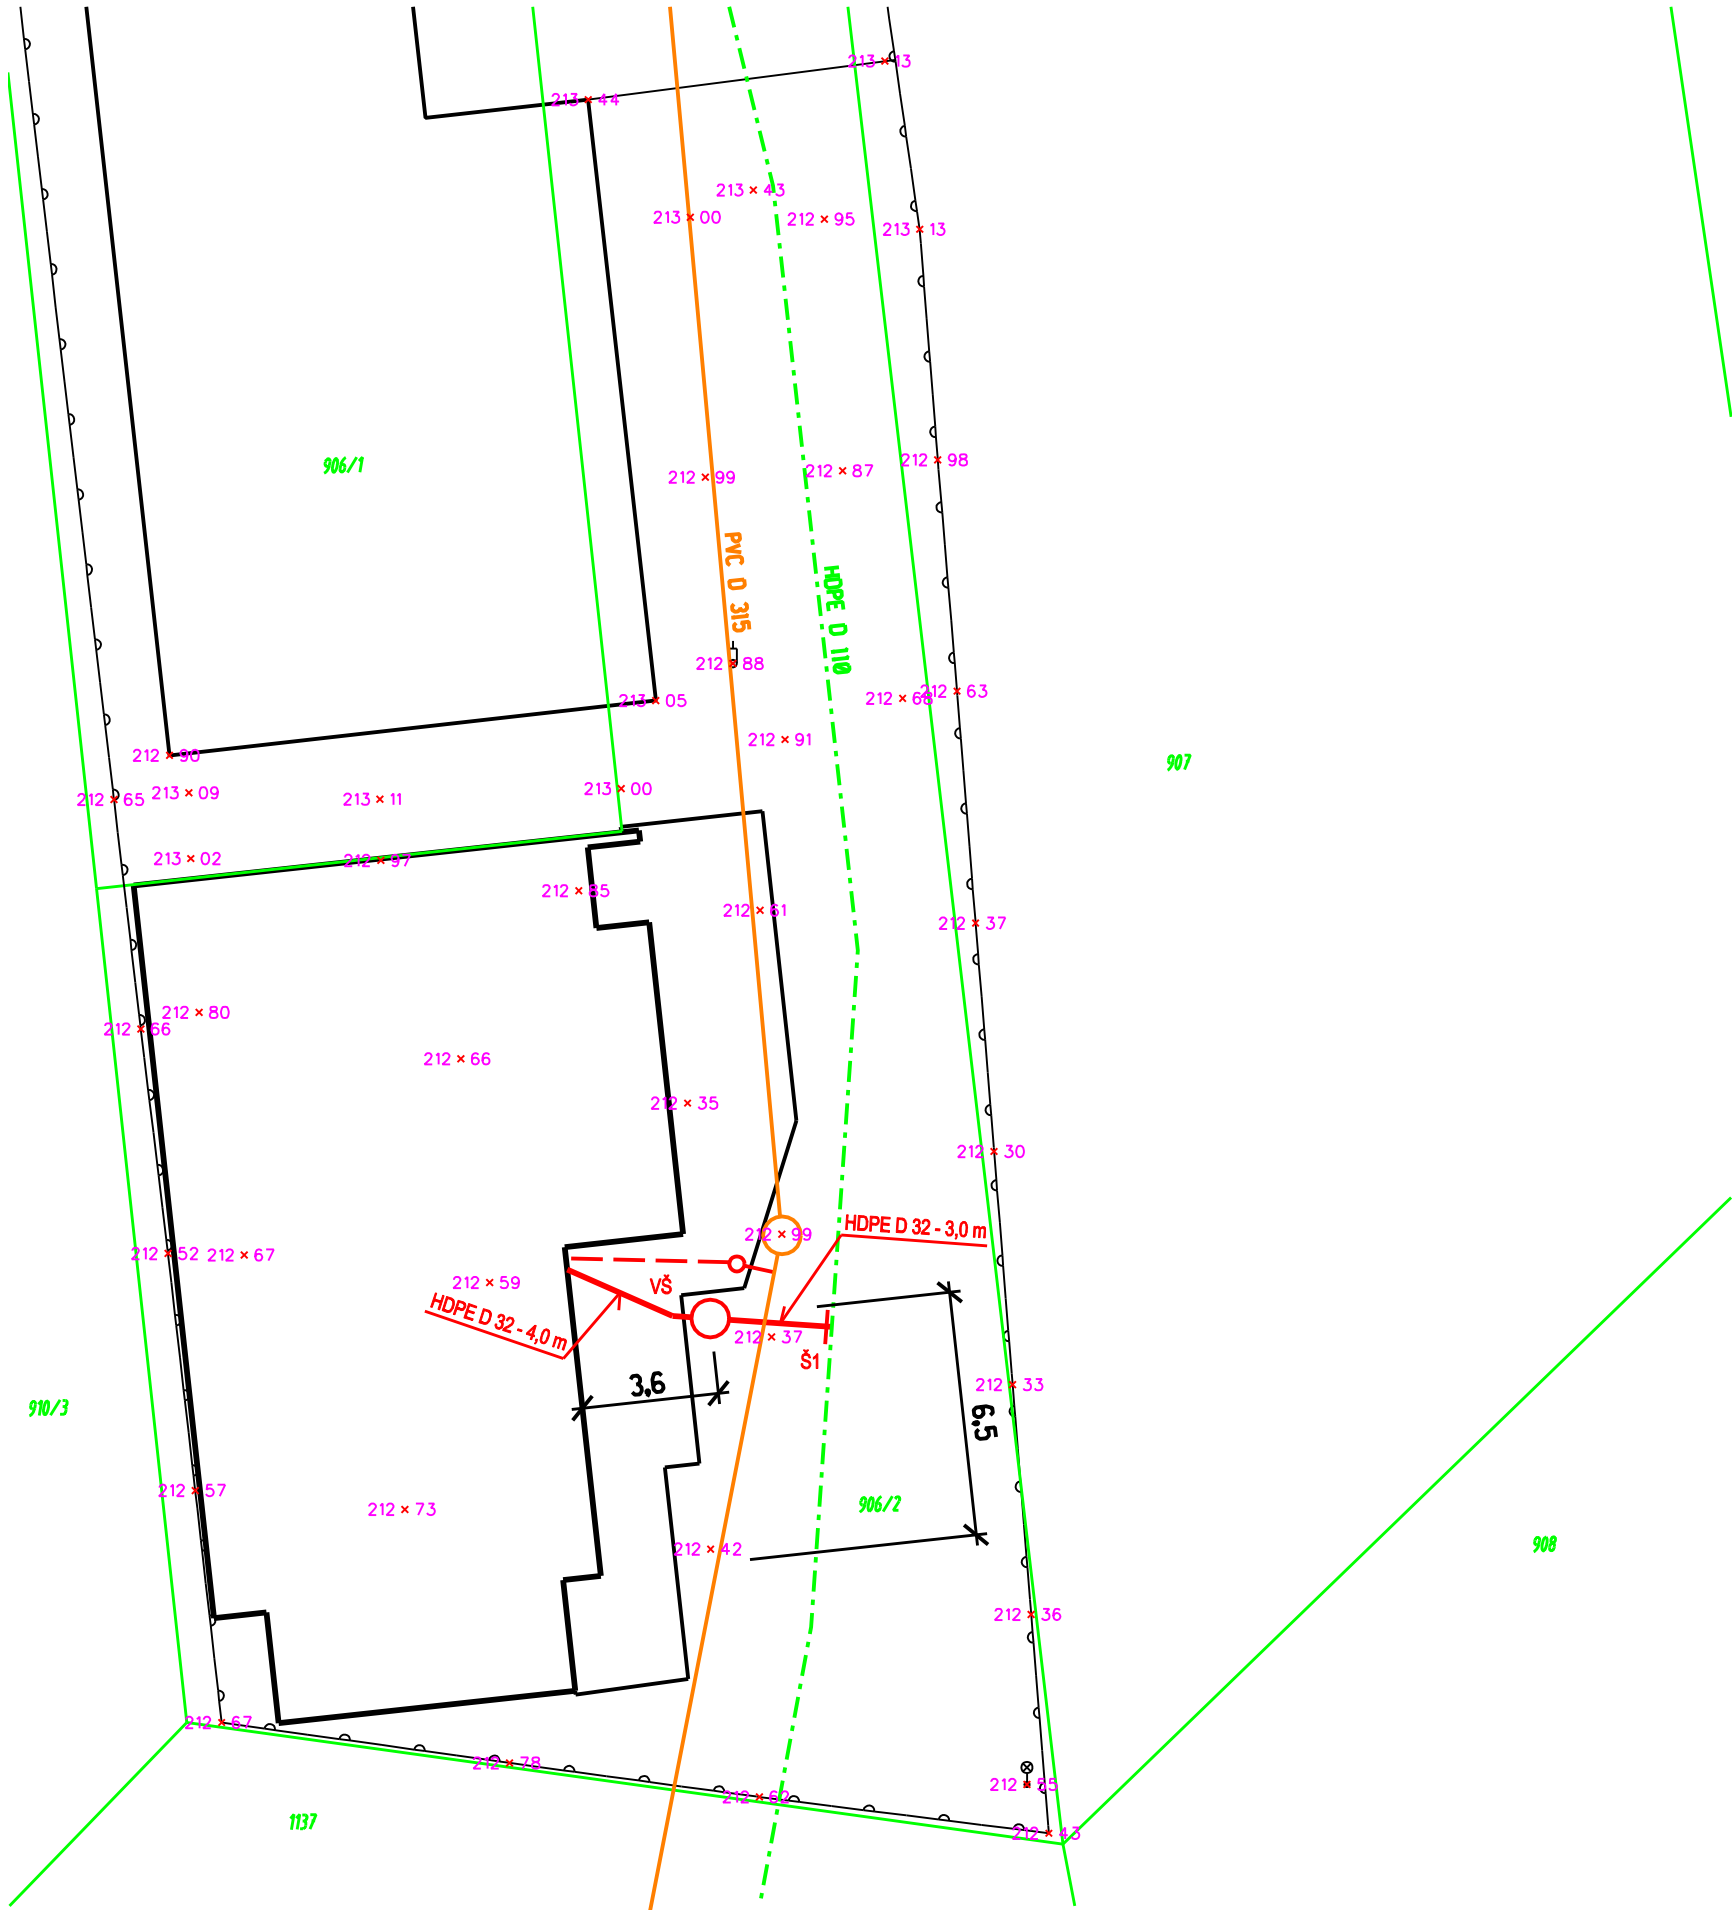 213 × 13
213 × 44
213 × 43
213 × 00
212 × 95
213 × 13
212 × 98
906/1
212 × 87
212 × 99
PVC D 315
HDPE D 110
212 × 88
212 × 63
212 × 68
213 × 05
212 × 91
212 × 90
907
213 × 00
213 × 09
212 × 65
213 × 11
213 × 02
212 × 97
212 × 85
212 × 61
212 × 37
212 × 80
212 × 66
212 × 66
212 × 35
212 × 30
HDPE D 32 - 3,0 m
212 × 99
212 × 52
212 × 67
212 × 59
VŠ
HDPE D 32 - 4,0 m
212 × 37
Š1
3,6
212 × 33
910/3
6,5
212 × 57
906/2
212 × 73
212 × 42
908
212 × 36
212 × 67
212 × 78
212 × 55
212 × 62
1137
212 × 43